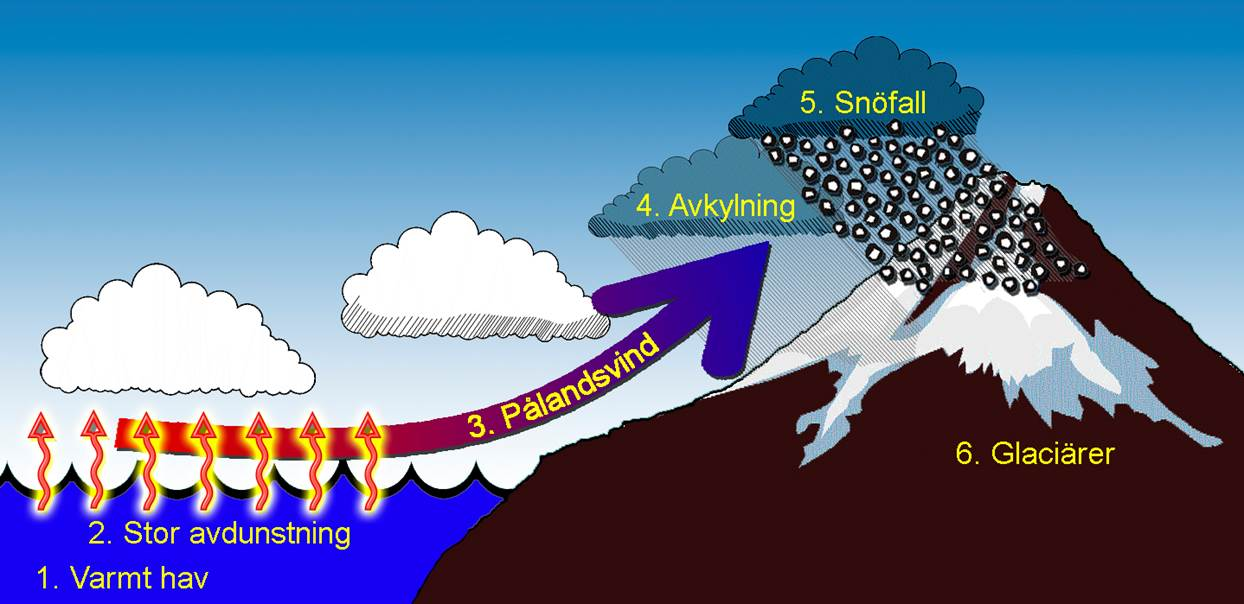 1. Varmt hav
2. Stor avdunstning
3. Pålandsvind
4. Avkylning
5. Snöfall
6. Glaciärer